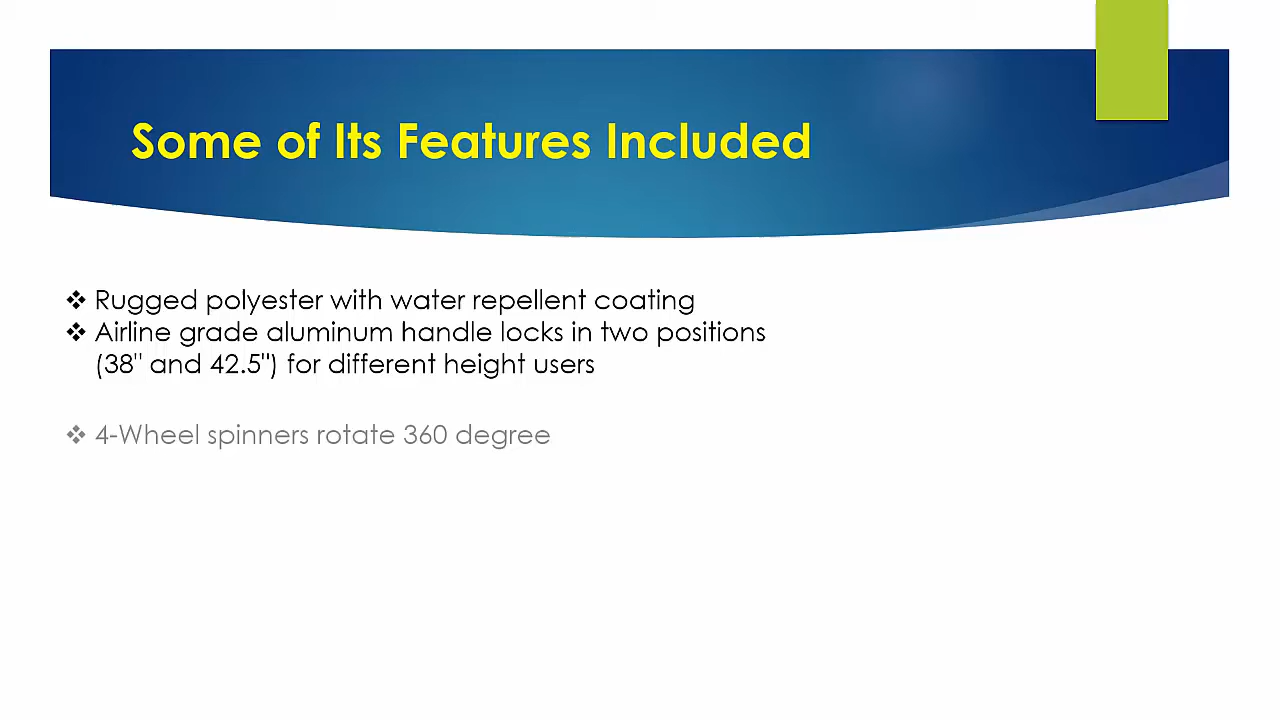 Some of Its Features Included
❖ Rugged polyester with water repellent coating
❖ Airline grade aluminum handle locks in two positions
(38" and 42.5") for different height users
❖ 4-Wheel spinners rotate 360 degree